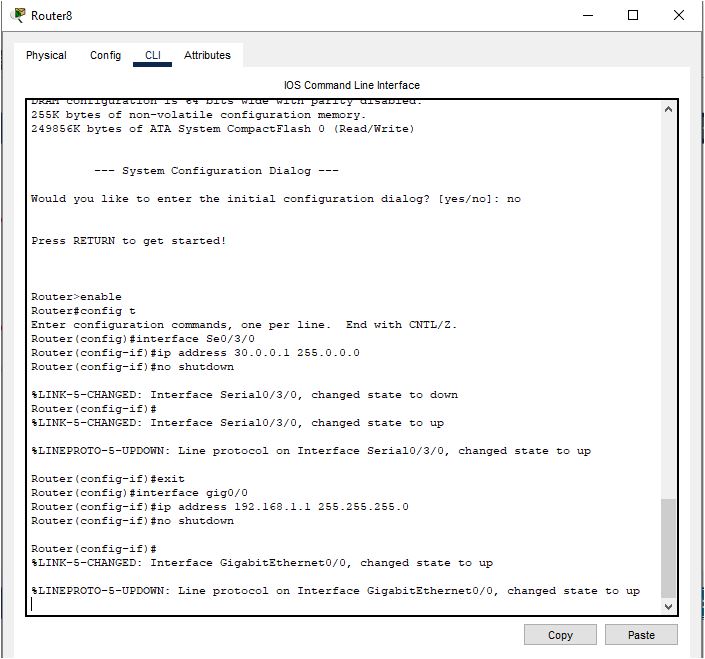 Router8
Physical Config CLI Attributes
IOS Command Line Interface
DRAM configuration is 64 bits wide with parity disabled.
255K bytes of non-volatile configuration memory.
249856K bytes of ATA System CompactFlash 0 (Read/Write)
--- System Configuration Dialog ---
Would you like to enter the initial configuration dialog? [yes/no]: no
Press RETURN to get started!
Router>enable
Router#config t
Enter configuration commands, one per line.  End with CNTL/Z.
Router(config)#interface Se0/3/0
Router(config-if)#ip address 30.0.0.1 255.0.0.0
Router(config-if)#no shutdown
%LINK-5-CHANGED: Interface Serial0/3/0, changed state to down
Router(config-if)#
%LINK-5-CHANGED: Interface Serial0/3/0, changed state to up
%LINEPROTO-5-UPDOWN: Line protocol on Interface Serial0/3/0, changed state to up
Router(config-if)#exit
Router(config)#interface gig0/0
Router(config-if)#ip address 192.168.1.1 255.255.255.0
Router(config-if)#no shutdown
Router(config-if)#
%LINK-5-CHANGED: Interface GigabitEthernet0/0, changed state to up
%LINEPROTO-5-UPDOWN: Line protocol on Interface GigabitEthernet0/0, changed state to up
Copy Paste